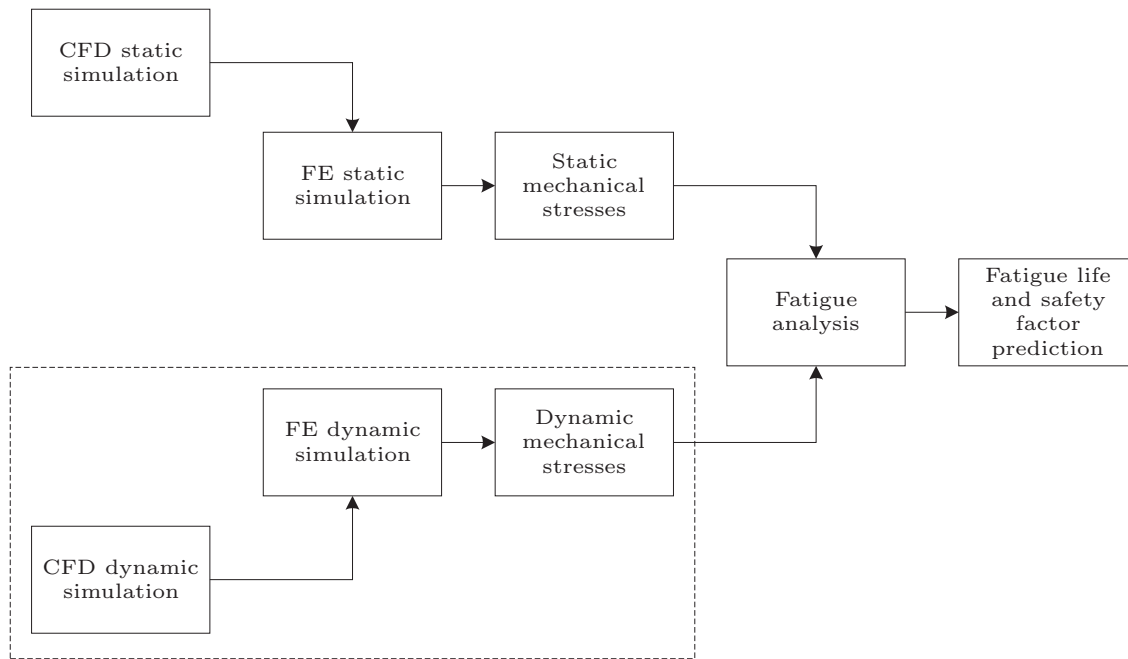 CFD static
simulation
FE static
simulation
Static
mechanical
stresses
Fatigue
analysis
Fatigue life
and safety
factor
prediction
FE dynamic
simulation
Dynamic
mechanical
stresses
CFD dynamic
simulation